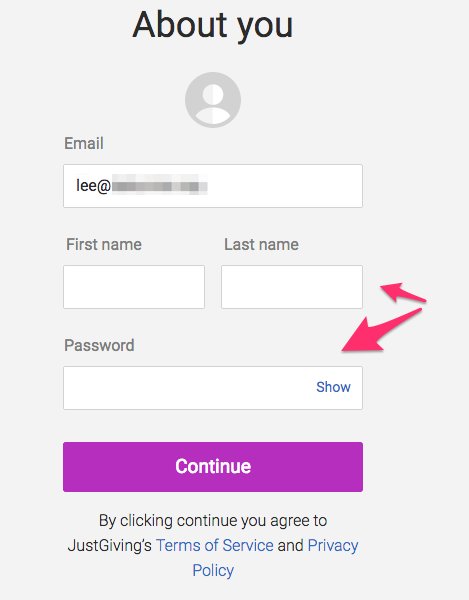 About you
Email
lee@
First name Last name
Password
Show
Continue
By clicking continue you agree to
JustGiving's Terms of Service and Privacy
Policy